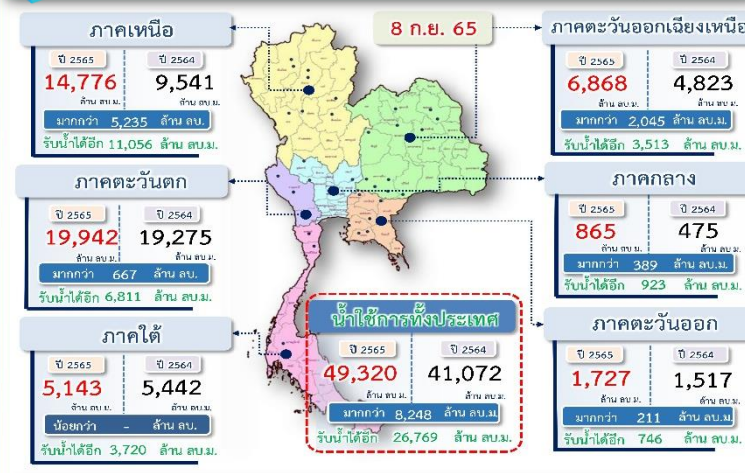 ภาคเหนือ
ปี 2565 ปี 2564
14,776 9,541
ล้าน ลบ.ม. ล้าน ลบ.ม.
มากกว่า 5,235 ล้าน ลบ.
รับน้ำได้อีก 11,056 ล้าน ลบ.ม.
ภาคตะวันตก
ปี 2565 ปี 2564
19,942 19,275
ล้าน ลบ.ม. ล้าน ลบ.ม.
มากกว่า 667 ล้าน ลบ.
รับน้ำได้อีก 6,811 ล้าน ลบ.ม.
ภาคใต้
ปี 2565 ปี 2564
5,143 5,442
ล้าน ลบ.ม. ล้าน ลบ.ม.
น้อยกว่า - ล้าน ลบ.
รับน้ำได้อีก 3,720 ล้าน ลบ.ม.
8 ก.ย. 65
น้ำใช้การทั้งประเทศ
ปี 2565 ปี 2564
49,320 41,072
ล้าน ลบ.ม. ล้าน ลบ.ม.
มากกว่า 8,248 ล้าน ลบ.ม.
รับน้ำได้อีก 26,769 ล้าน ลบ.ม.
ภาคตะวันออกเฉียงเหนือ
ปี 2565 ปี 2564
6,868 4,823
ล้าน ลบ.ม. ล้าน ลบ.ม.
มากกว่า 2,045 ล้าน ลบ.ม.
รับน้ำได้อีก 3,513 ล้าน ลบ.ม.
ภาคกลาง
ปี 2565 ปี 2564
865 475
ล้าน ลบ.ม. ล้าน ลบ.ม.
มากกว่า 389 ล้าน ลบ.ม.
รับน้ำได้อีก 923 ล้าน ลบ.ม.
ภาคตะวันออก
ปี 2565 ปี 2564
1,727 1,517
ล้าน ลบ.ม. ล้าน ลบ.ม.
มากกว่า 211 ล้าน ลบ.ม.
รับน้ำได้อีก 746 ล้าน ลบ.ม.